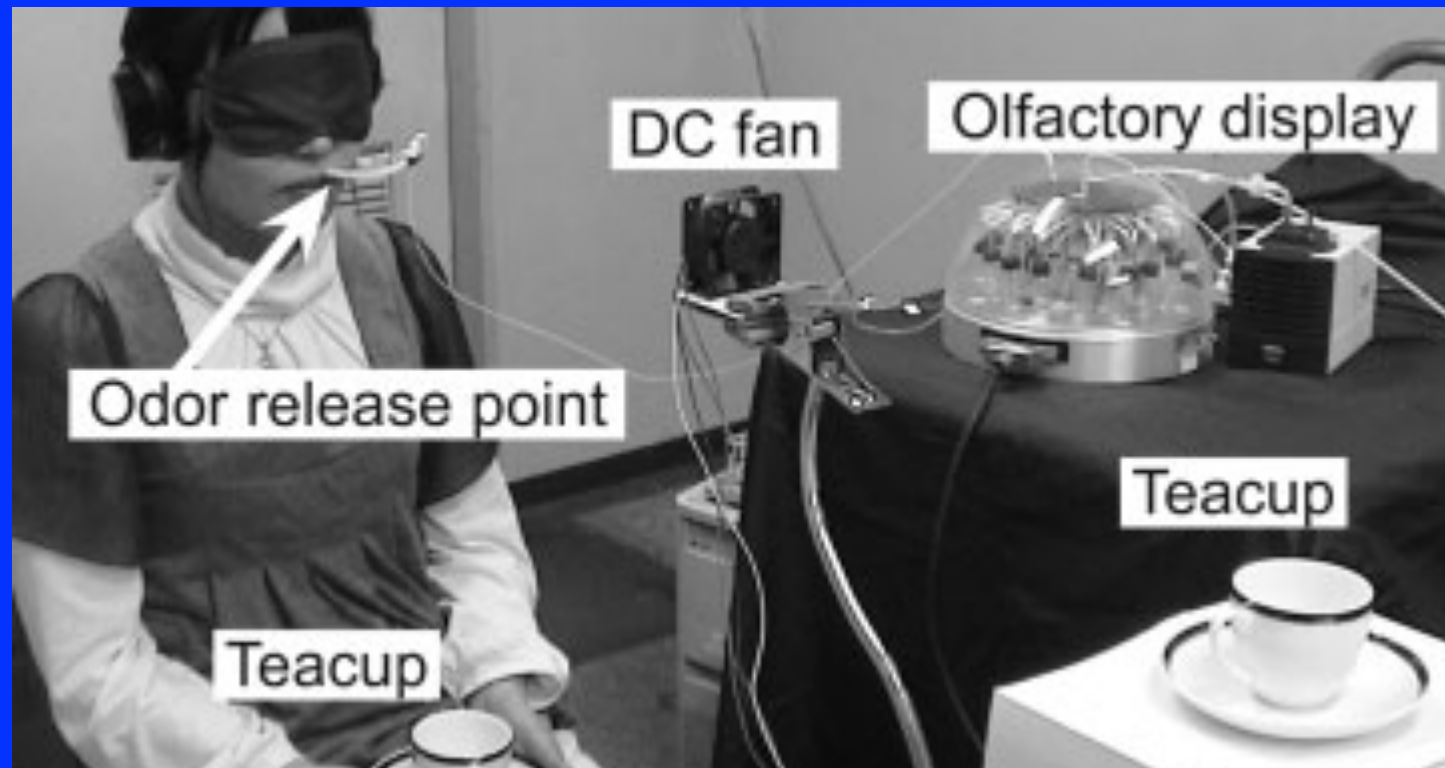 DC fan
Olfactory display
Odor release point
Teacup
Teacup